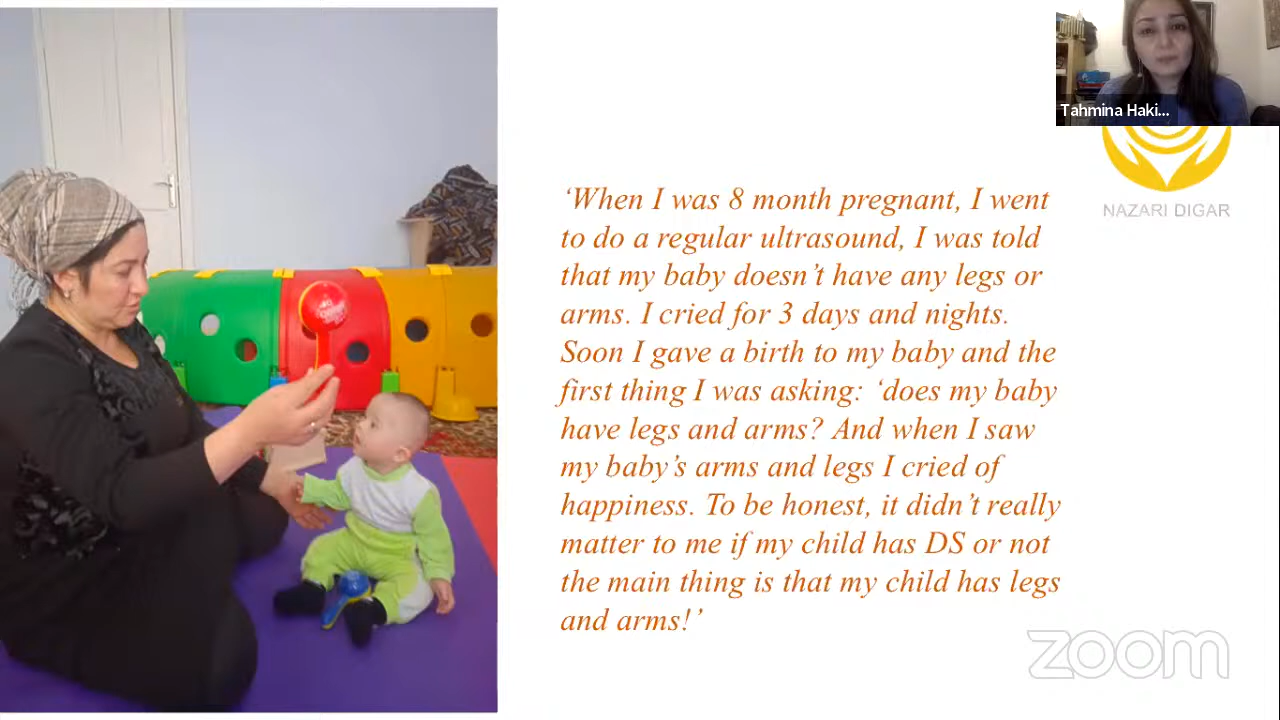 Tahmina Haki...
NAZARI DIGAR
‘When I was 8 month pregnant, I went
to do a regular ultrasound, I was told
that my baby doesn’t have any legs or
arms. I cried for 3 days and nights.
Soon I gave a birth to my baby and the
first thing I was asking: ‘does my baby
have legs and arms? And when I saw
my baby’s arms and legs I cried of
happiness. To be honest, it didn’t really
matter to me if my child has DS or not
the main thing is that my child has legs
and arms!’
zoom